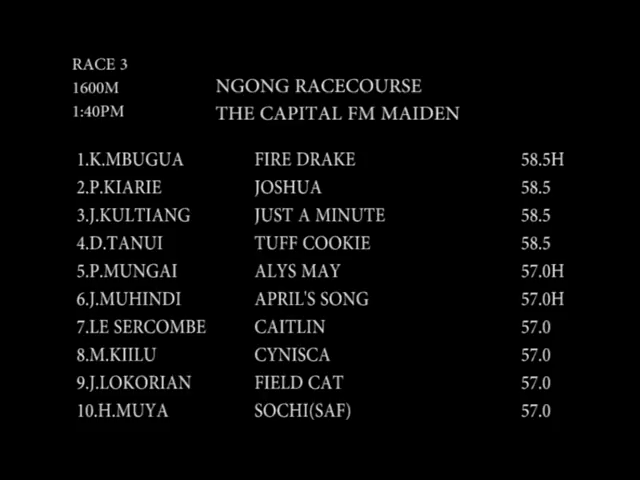 RACE 3
1600M
1:40PM
NGONG RACECOURSE
THE CAPITAL FM MAIDEN
1.K.MBUGUA FIRE DRAKE 58.5H
2.P.KIARIE JOSHUA 58.5
3.J.KULTIANG JUST A MINUTE 58.5
4.D.TANUI TUFF COOKIE 58.5
5.P.MUNGAI ALYS MAY 57.0H
6.J.MUHINDI APRIL'S SONG 57.0H
7.LE SERCOMBE CAITLIN 57.0
8.M.KIILU CYNISCA 57.0
9.J.LOKORIAN FIELD CAT 57.0
10.H.MUYA SOCHI(SAF) 57.0